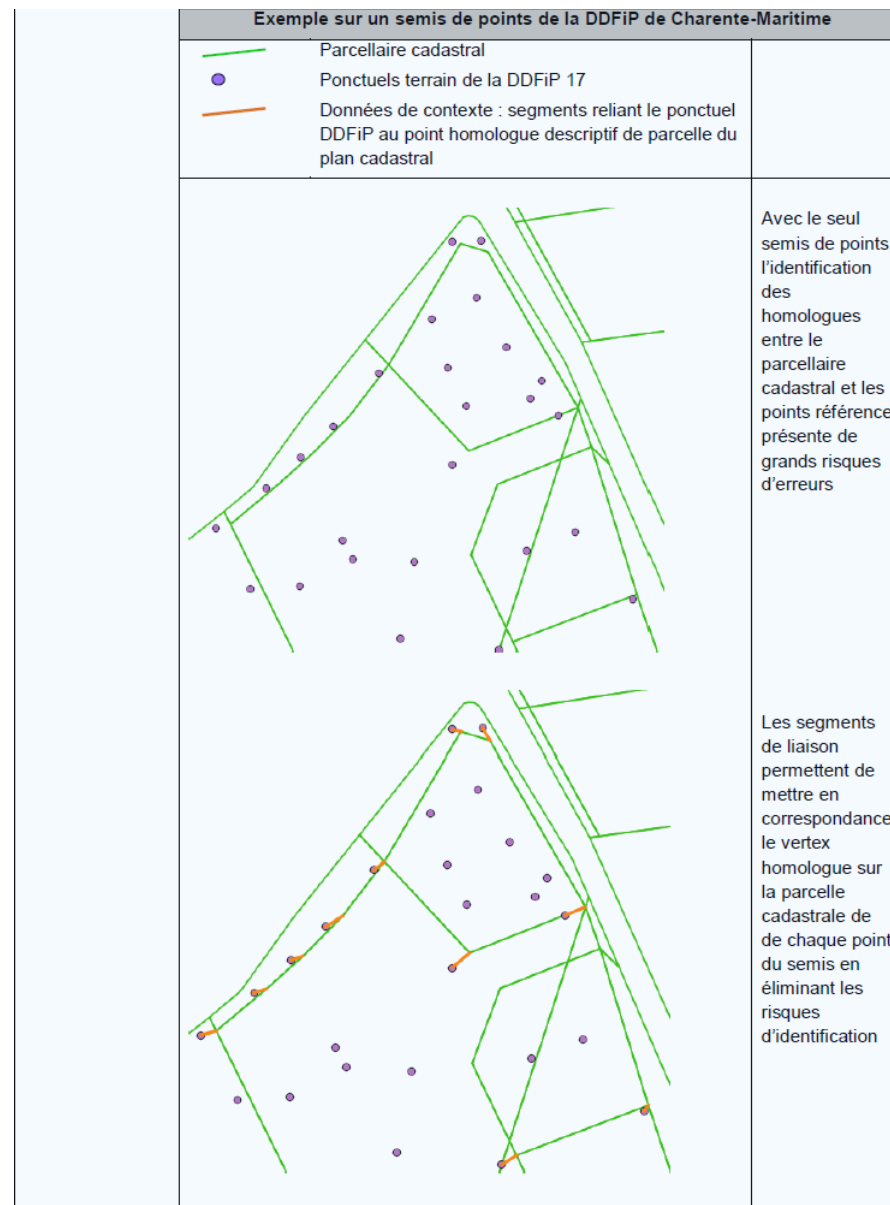 Exemple sur un semis de points de la DDFiP de Charente-Maritime
Parcellaire cadastral
Ponctuels terrain de la DDFiP 17
Données de contexte : segments reliant le ponctuel
DDFiP au point homologue descriptif de parcelle du
plan cadastral
Avec le seul
semis de points
l'identification
des
homologues
entre le
parcellaire
cadastral et les
points référence
présente de
grands risques
d'erreurs
Les segments
de liaison
permettent de
mettre en
correspondance
le vertex
homologue sur
la parcelle
cadastrale de
de chaque point
du semis en
éliminant les
risques
d'identification